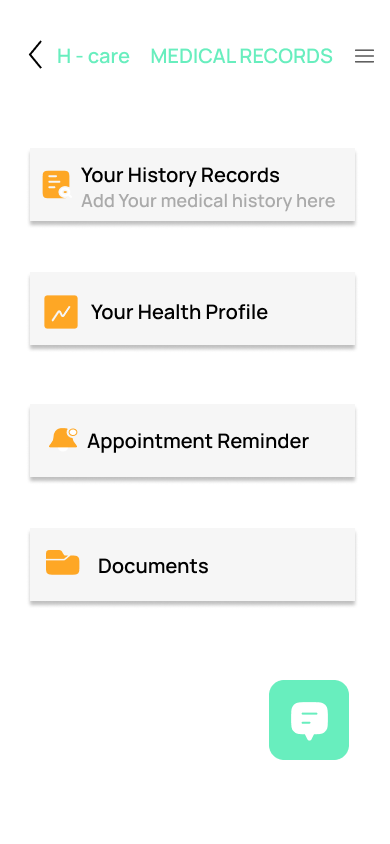 H - care MEDICAL RECORDS
Your History Records
Add Your medical history here
Your Health Profile
Appointment Reminder
Documents